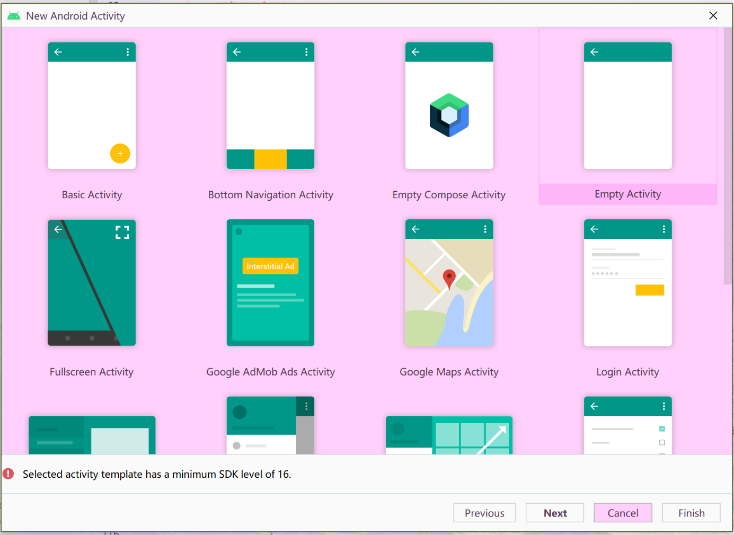 New Android Activity
Basic Activity
Bottom Navigation Activity
Empty Compose Activity
Empty Activity
Interstitial Ad
Fullscreen Activity
Google AdMob Ads Activity
Google Maps Activity
Login Activity
Selected activity template has a minimum SDK level of 16.
Previous
Next
Cancel
Finish